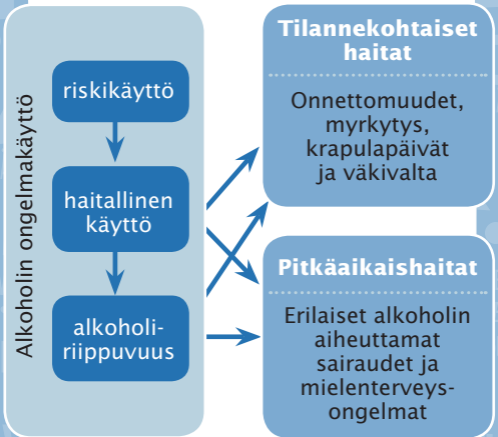 Alkoholin ongelmakäyttö
riskikäyttö
haitallinen
käyttö
alkoholi-
riippuvuus
Tilannekohtaiset
haitat
Onnettomuudet,
myrkytys,
krapulapäivät
ja väkivalta
Pitkäaikaishaitat
Erilaiset alkoholin
aiheuttamat
sairaudet ja
mielenterveys-
ongelmat